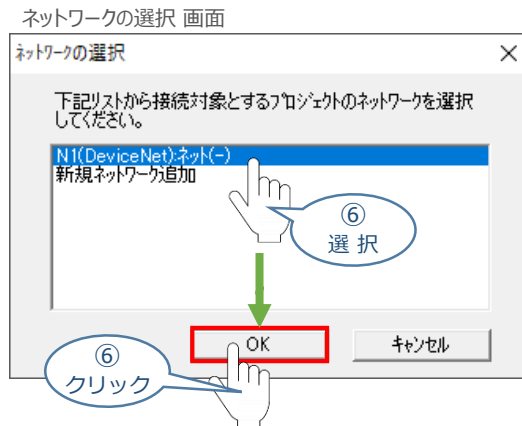 ネットワークの選択 画面
ネットワークの選択
下記リストから接続対象とするプロジェクトのネットワークを選択
してください。
N1(DeviceNet):ネット(-)
新規ネットワーク追加
⑥
選 択
OK
キャンセル
⑥
クリック